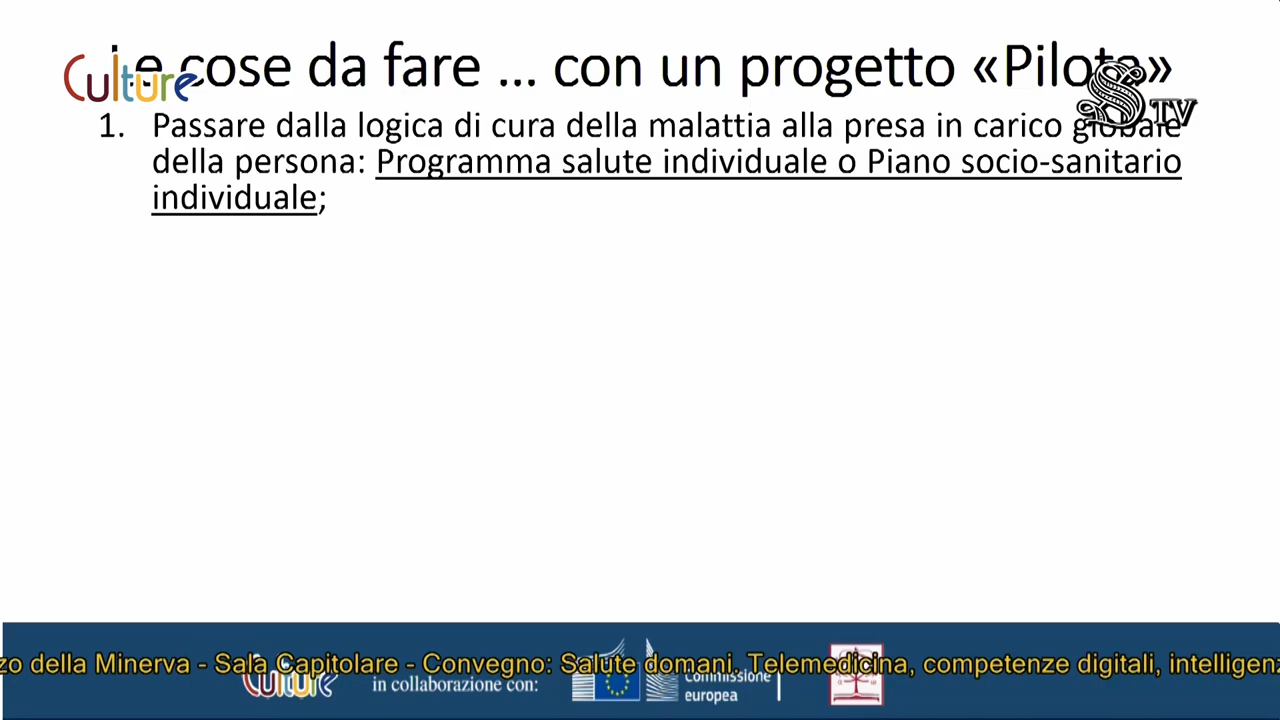 Le cose da fare ... con un progetto «Pilota»
Culture
STV
1. Passare dalla logica di cura della malattia alla presa in carico globale
della persona: Programma salute individuale o Piano socio-sanitario
individuale;
zo della Minerva - Sala Capitolare - Convegno: Salute domani. Telemedicina, competenze digitali, intelligenz
Culture
in collaborazione con:
Commissione
europea